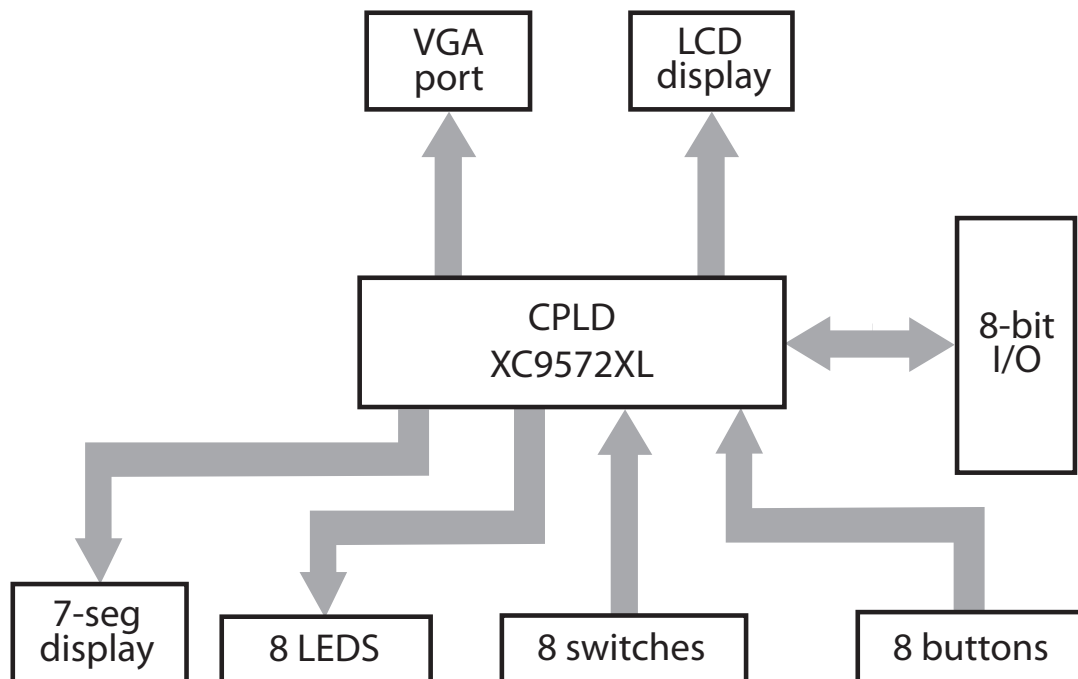 VGA
port
LCD
display
CPLD
XC9572XL
8-bit
I/O
7-seg
display
8 LEDS
8 switches
8 buttons